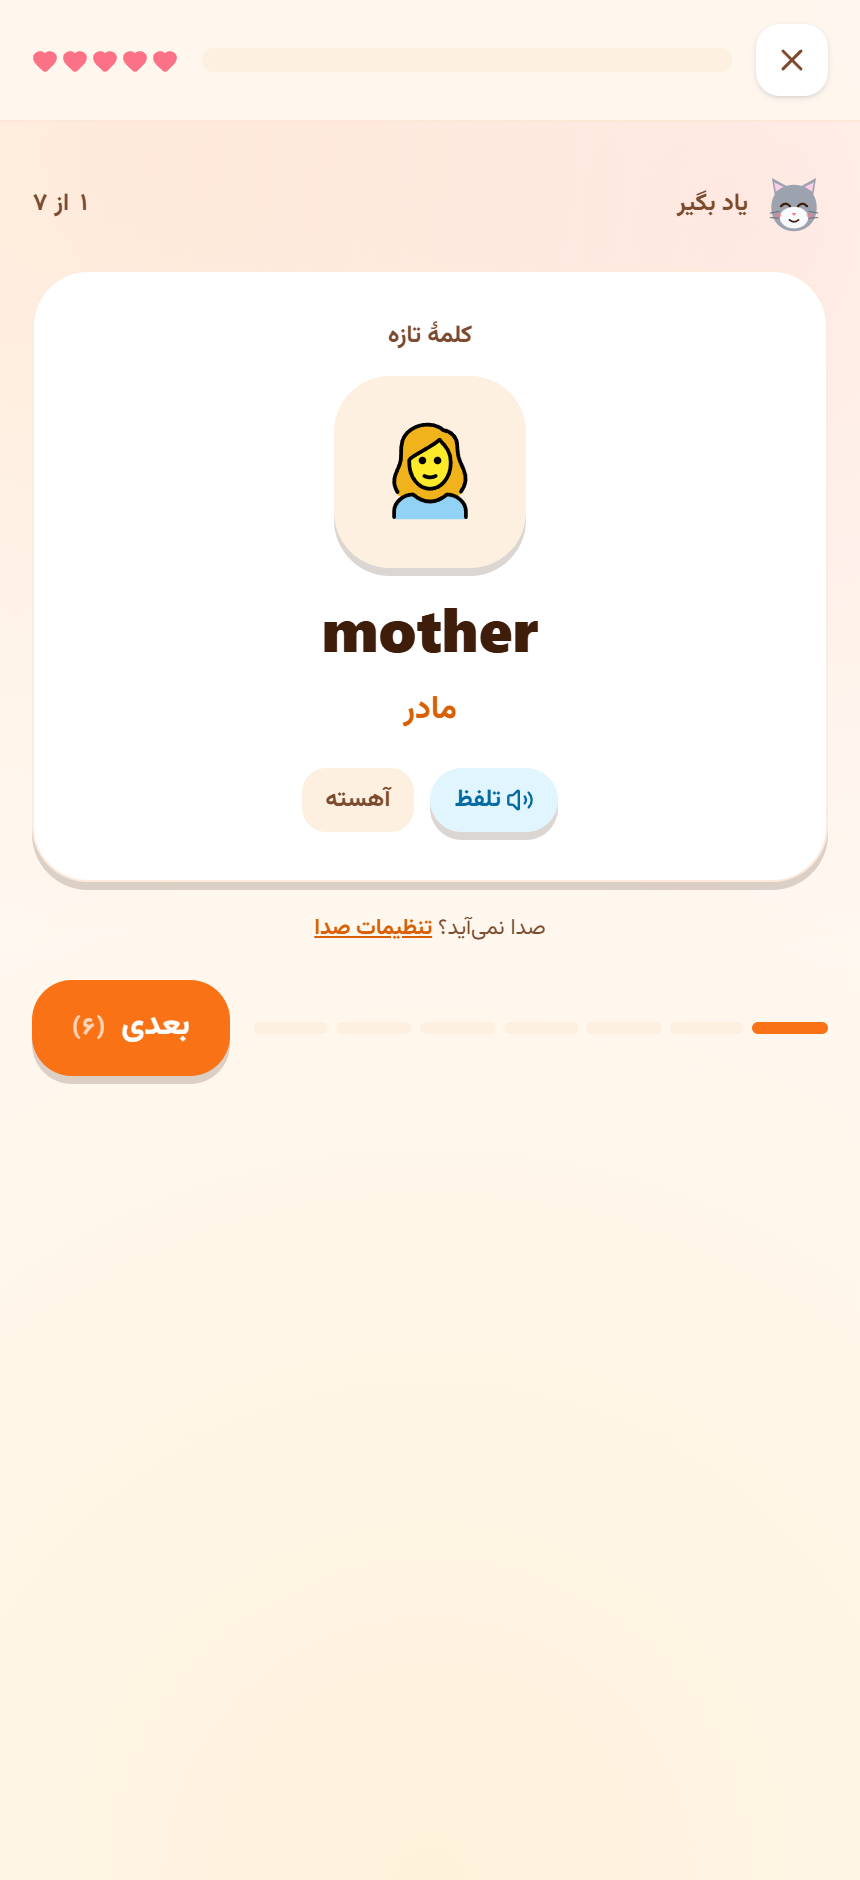 یاد بگیر
۱ از ۷
کلمهٔ تازه
mother
مادر
تلفظ
آهسته
صدا نمی‌آید؟ تنظیمات صدا
بعدی (۶)